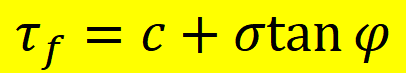 τ_f = c + σtan φ